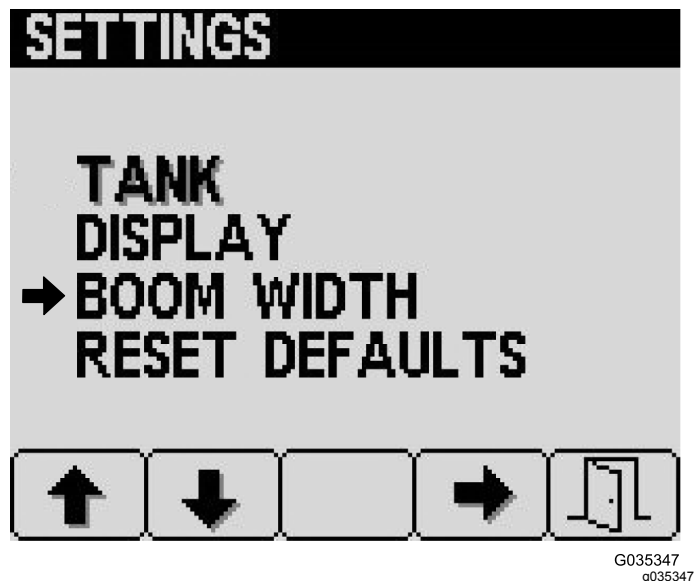 SETTINGS
TANK
DISPLAY
BOOM WIDTH
RESET DEFAULTS
G035347
g035347